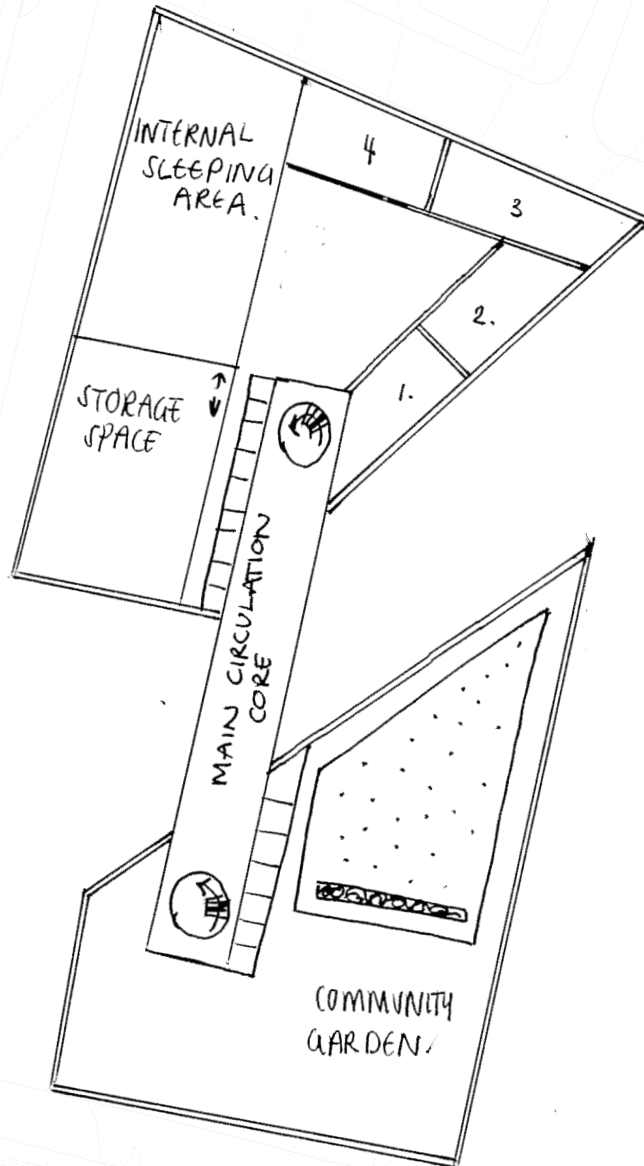 INTERNAL
SLEEPING
AREA.
4
3
2.
1.
STORAGE
SPACE
MAIN CIRCULATION
CORE
COMMUNITY
GARDEN.